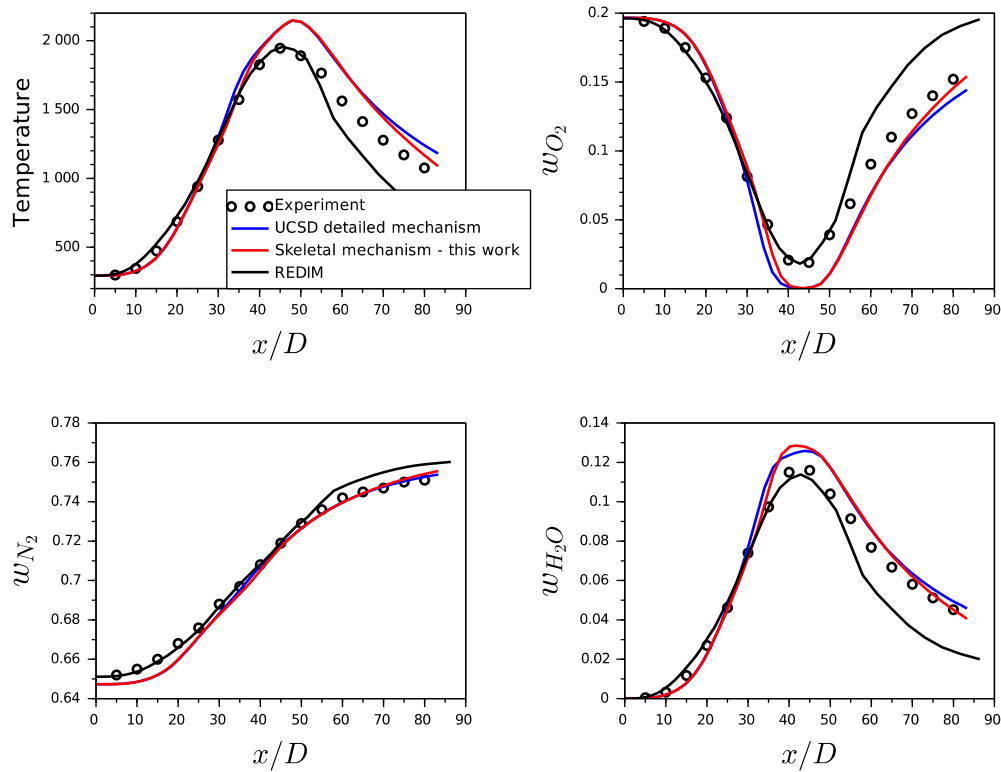 Temperature
2 000
1 500
1 000
500
0 10 20 30 40 50 60 70 80 90
x/D
Experiment
UCSD detailed mechanism
Skeletal mechanism - this work
REDIM
w_{O_2}
0.2
0.15
0.1
0.05
0
0 10 20 30 40 50 60 70 80 90
x/D
w_{N_2}
0.78
0.76
0.74
0.72
0.7
0.68
0.66
0.64
0 10 20 30 40 50 60 70 80 90
x/D
w_{H_2O}
0.14
0.12
0.1
0.08
0.06
0.04
0.02
0
0 10 20 30 40 50 60 70 80 90
x/D